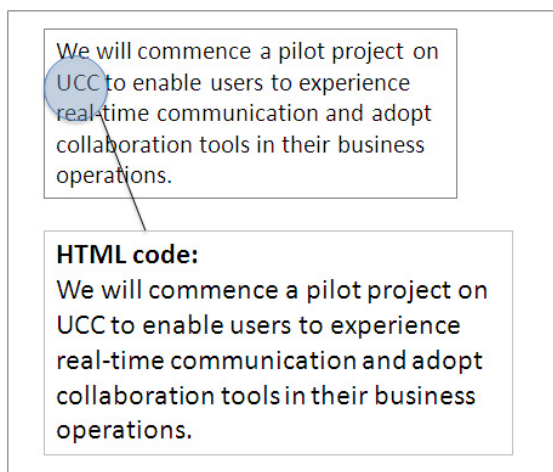 We will commence a pilot project on
UCC to enable users to experience
real-time communication and adopt
collaboration tools in their business
operations.
HTML code:
We will commence a pilot project on
UCC to enable users to experience
real-time communication and adopt
collaboration tools in their business
operations.